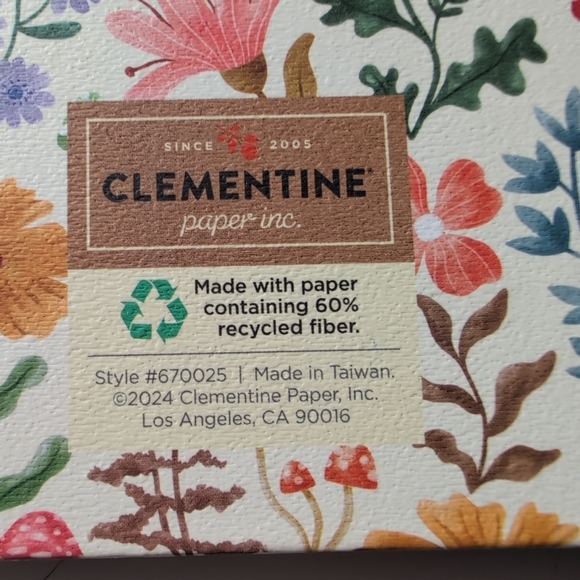 SINCE 2005
CLEMENTINE®
paper inc.
Made with paper
containing 60%
recycled fiber.
Style #670025 | Made in Taiwan.
©2024 Clementine Paper, Inc.
Los Angeles, CA 90016